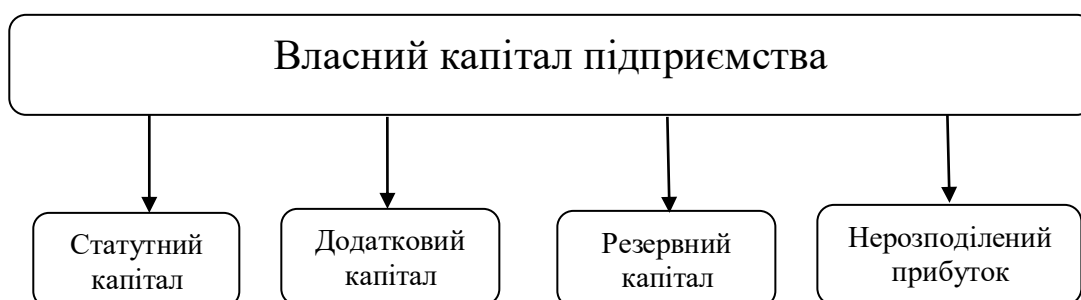 Власний капітал підприємства
Статутний
капітал
Додатковий
капітал
Резервний
капітал
Нерозподілений
прибуток